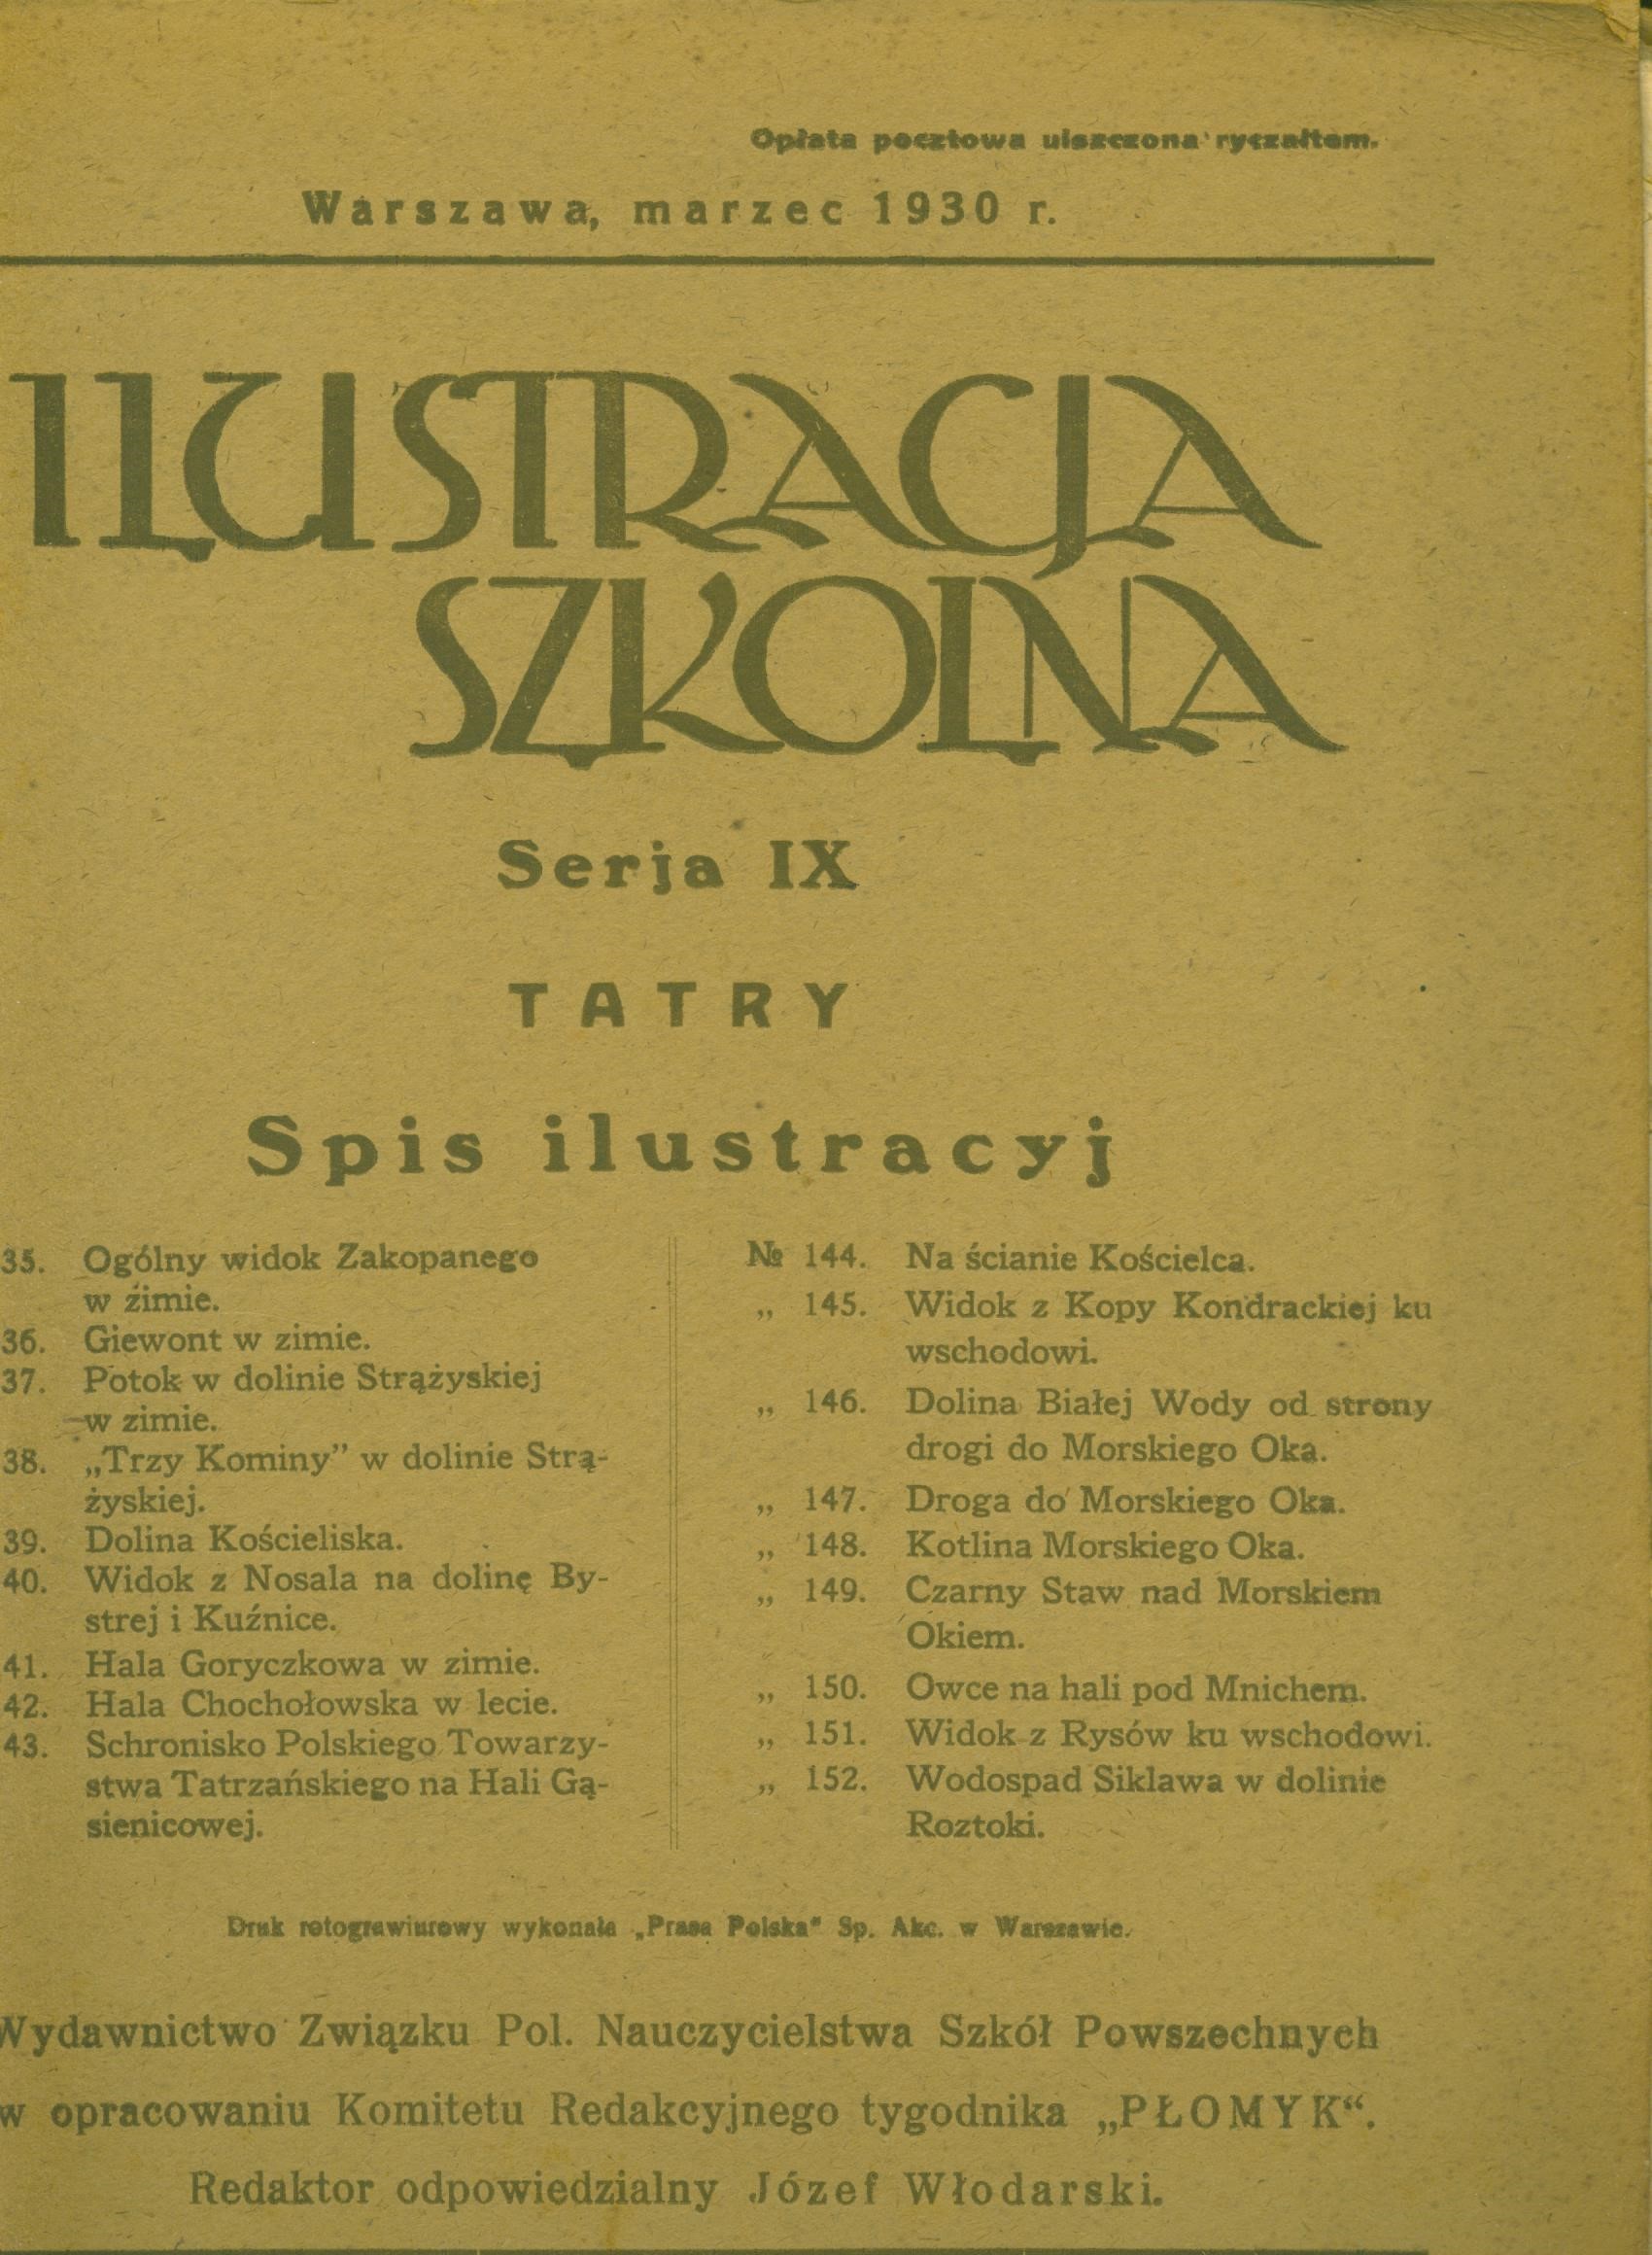 Opłata pocztowa uiszczona ryczałtem.
Warszawa, marzec 1930 r.
ILUSTRACJA
SZKOLNA
Serja IX
TATRY
Spis ilustracyj
35. Ogólny widok Zakopanego
w zimie.
36. Giewont w zimie.
37. Potok w dolinie Strążyskiej
w zimie.
38. „Trzy Kominy” w dolinie Strą-
żyskiej.
39. Dolina Kościeliska.
40. Widok z Nosala na dolinę By-
strej i Kuźnice.
41. Hala Goryczkowa w zimie.
42. Hala Chochołowska w lecie.
43. Schronisko Polskiego Towarzy-
stwa Tatrzańskiego na Hali Gą-
sienicowej.
№ 144. Na ścianie Kościelca.
„ 145. Widok z Kopy Kondrackiej ku
wschodowi.
„ 146. Dolina Białej Wody od strony
drogi do Morskiego Oka.
„ 147. Droga do Morskiego Oka.
„ 148. Kotlina Morskiego Oka.
„ 149. Czarny Staw nad Morskiem
Okiem.
„ 150. Owce na hali pod Mnichem.
„ 151. Widok z Rysów ku wschodowi.
„ 152. Wodospad Siklawa w dolinie
Roztoki.
Druk rotograwiurowy wykonała „Prasa Polska“ Sp. Akc. w Warszawie.
Wydawnictwo Związku Pol. Nauczycielstwa Szkół Powszechnych
w opracowaniu Komitetu Redakcyjnego tygodnika „PŁOMYK“.
Redaktor odpowiedzialny Józef Włodarski.